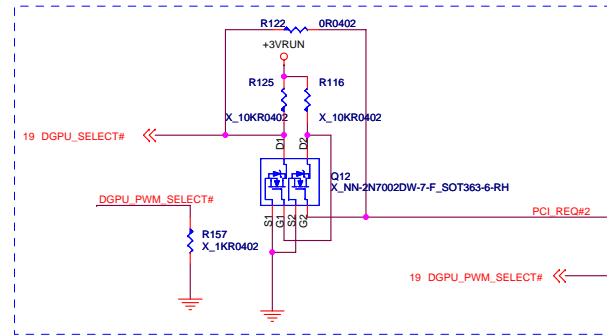 R122 0R0402
+3VRUN
R125 R116
X_10KR0402 X_10KR0402
19 DGPU_SELECT#
D1 D2
Q12
X_NN-2N7002DW-7-F_SOT363-6-RH
DGPU_PWM_SELECT#
S1 G1 S2 G2
PCI_REQ#2
R157
X_1KR0402
19 DGPU_PWM_SELECT#